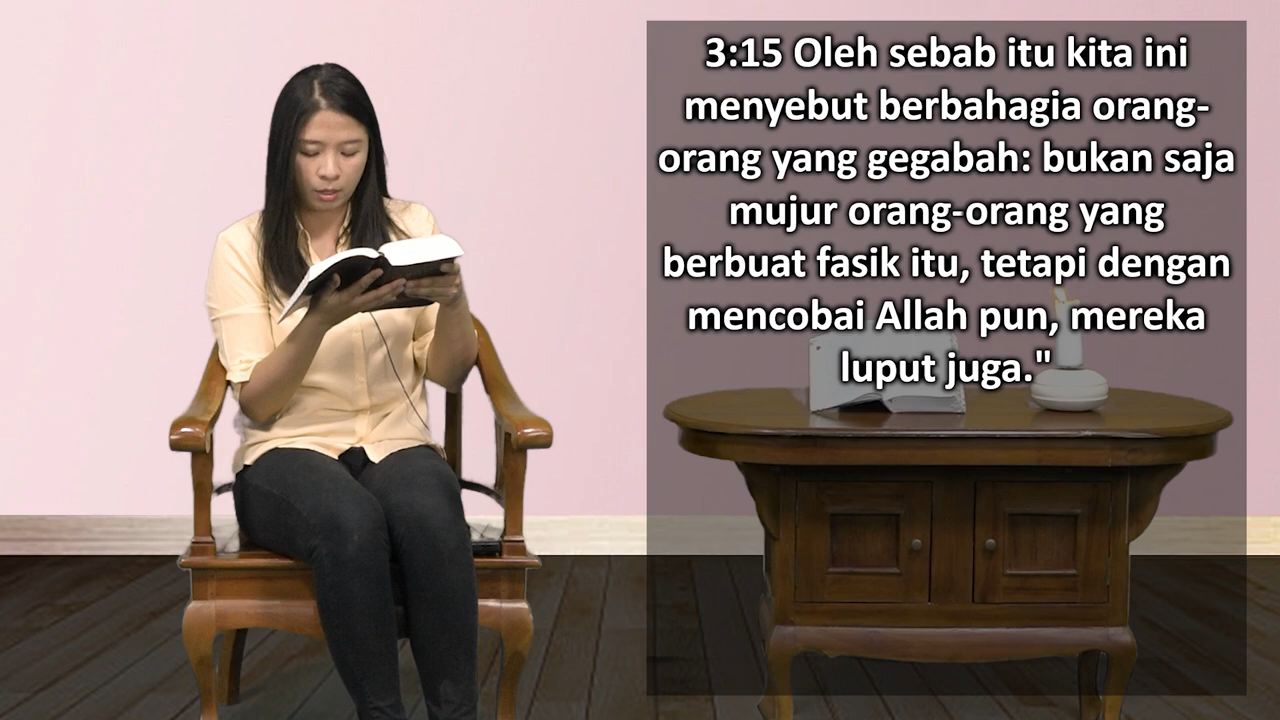 3:15 Oleh sebab itu kita ini
menyebut berbahagia orang-
orang yang gegabah: bukan saja
mujur orang-orang yang
berbuat fasik itu, tetapi dengan
mencobai Allah pun, mereka
luput juga."